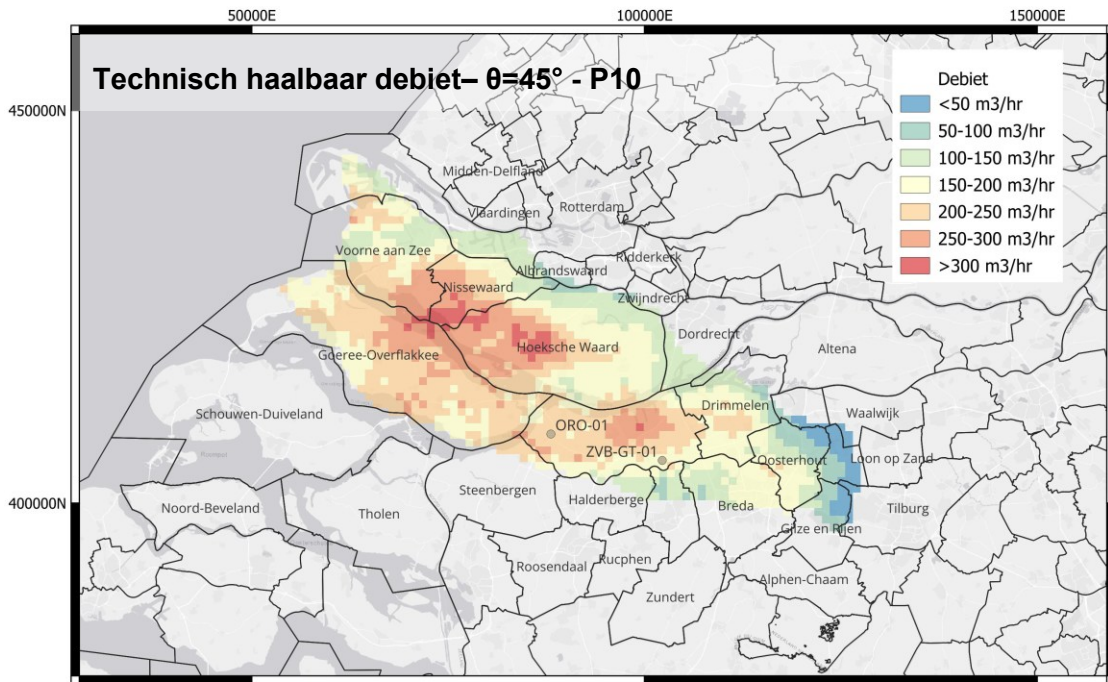 50000E
100000E
150000E
450000N
400000N
Technisch haalbaar debiet– θ=45° - P10
Debiet
<50 m3/hr
50-100 m3/hr
100-150 m3/hr
150-200 m3/hr
200-250 m3/hr
250-300 m3/hr
>300 m3/hr
Midden-Delfland
Vlaardingen
Rotterdam
Voorne aan Zee
Ridderkerk
Albrandswaard
Nissewaard
Zwijndrecht
Dordrecht
Hoeksche Waard
Goeree-Overflakkee
Altena
Schouwen-Duiveland
Drimmelen
Waalwijk
ORO-01
ZVB-GT-01
Oosterhout
Loon op Zand
Steenbergen
Halderberge
Breda
Noord-Beveland
Tholen
Tilburg
Gilze en Rijen
Roosendaal
Rucphen
Alphen-Chaam
Zundert